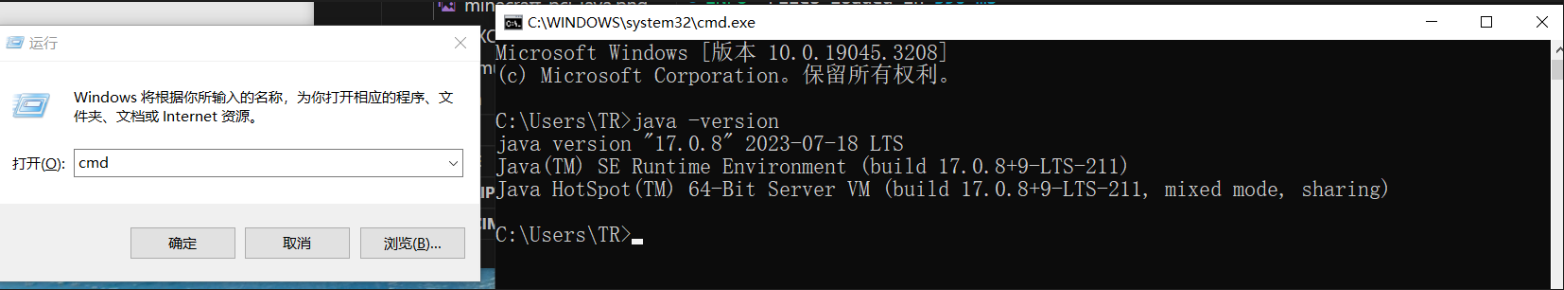 运行
Windows 将根据你所输入的名称，为你打开相应的程序、文
件夹、文档或 Internet 资源。
打开(O):
cmd
确定
取消
浏览(B)...
C:\WINDOWS\system32\cmd.exe
Microsoft Windows [版本 10.0.19045.3208]
(c) Microsoft Corporation。保留所有权利。
C:\Users\TR>java -version
java version "17.0.8" 2023-07-18 LTS
Java(TM) SE Runtime Environment (build 17.0.8+9-LTS-211)
Java HotSpot(TM) 64-Bit Server VM (build 17.0.8+9-LTS-211, mixed mode, sharing)
C:\Users\TR>